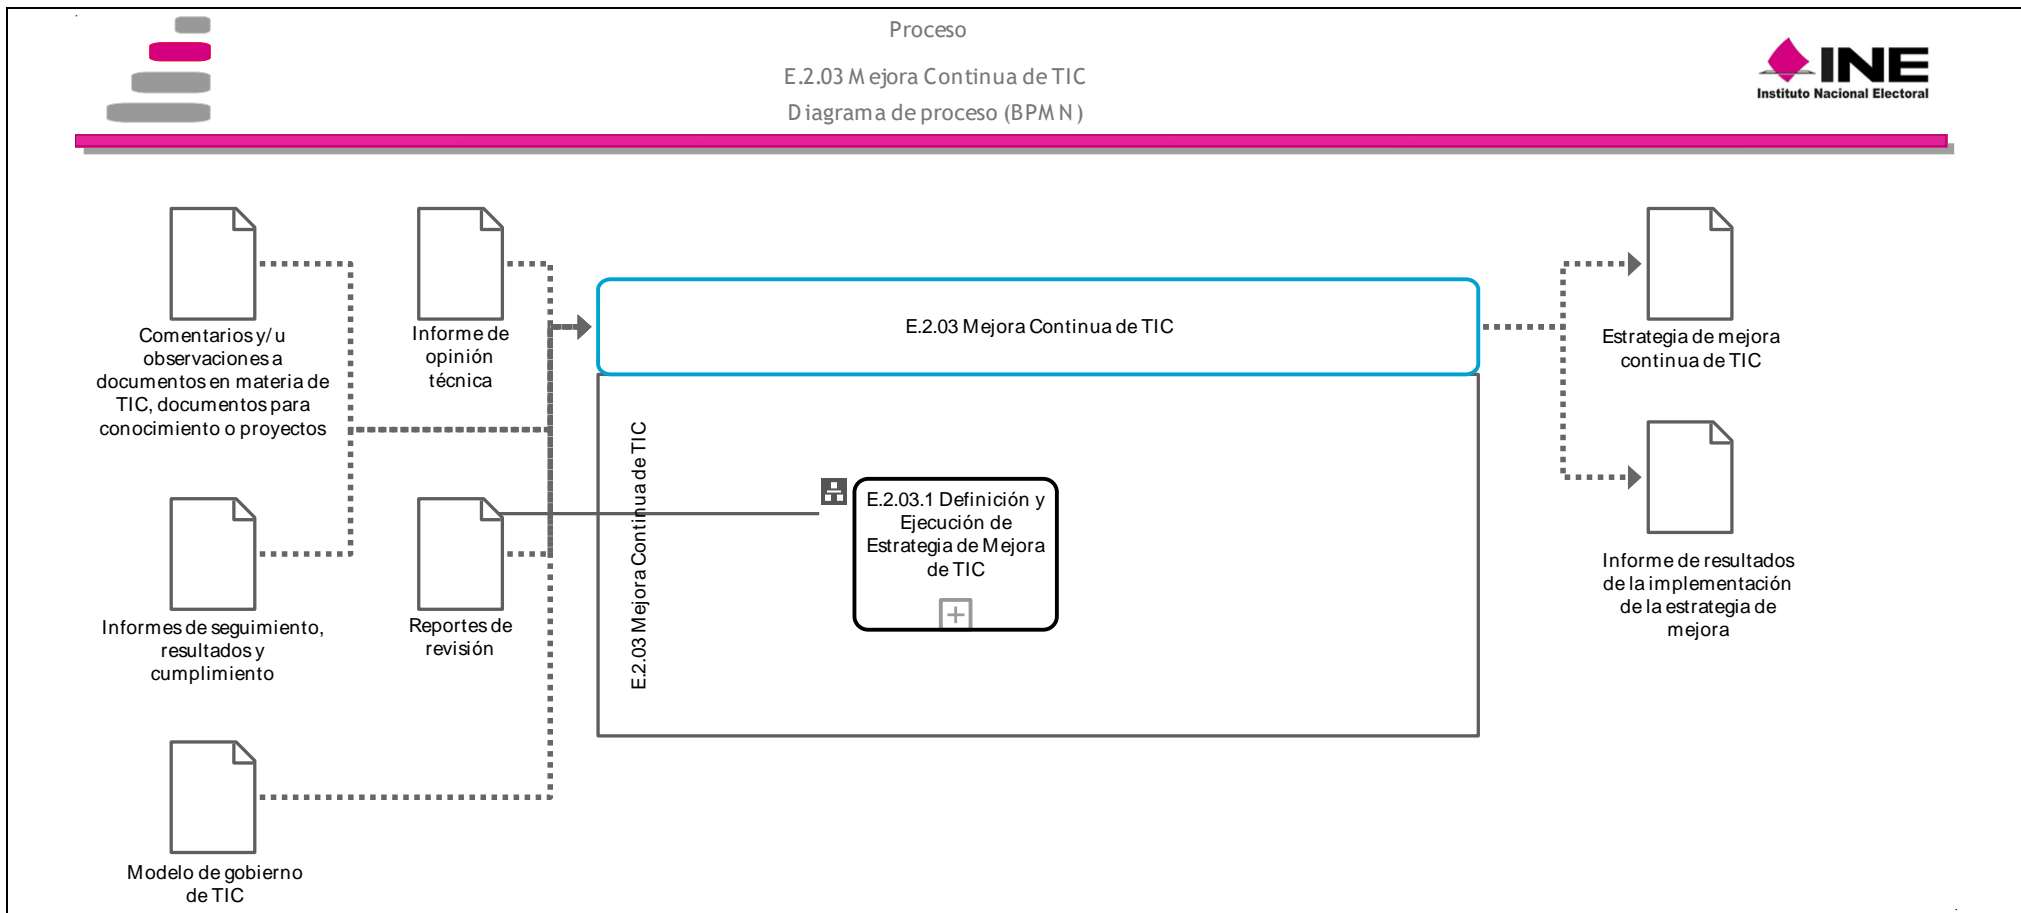 Proceso
E.2.03 Mejora Continua de TIC
Diagrama de proceso (BPMN)
INE
Instituto Nacional Electoral
Comentarios y/u
observaciones a
documentos en materia de
TIC, documentos para
conocimiento o proyectos
Informe de
opinión
técnica
E.2.03 Mejora Continua de TIC
Estrategia de mejora
continua de TIC
E.2.03 Mejora Continua de TIC
E.2.03.1 Definición y
Ejecución de
Estrategia de Mejora
de TIC
Informes de seguimiento,
resultados y
cumplimiento
Reportes de
revisión
Informe de resultados
de la implementación
de la estrategia de
mejora
Modelo de gobierno
de TIC